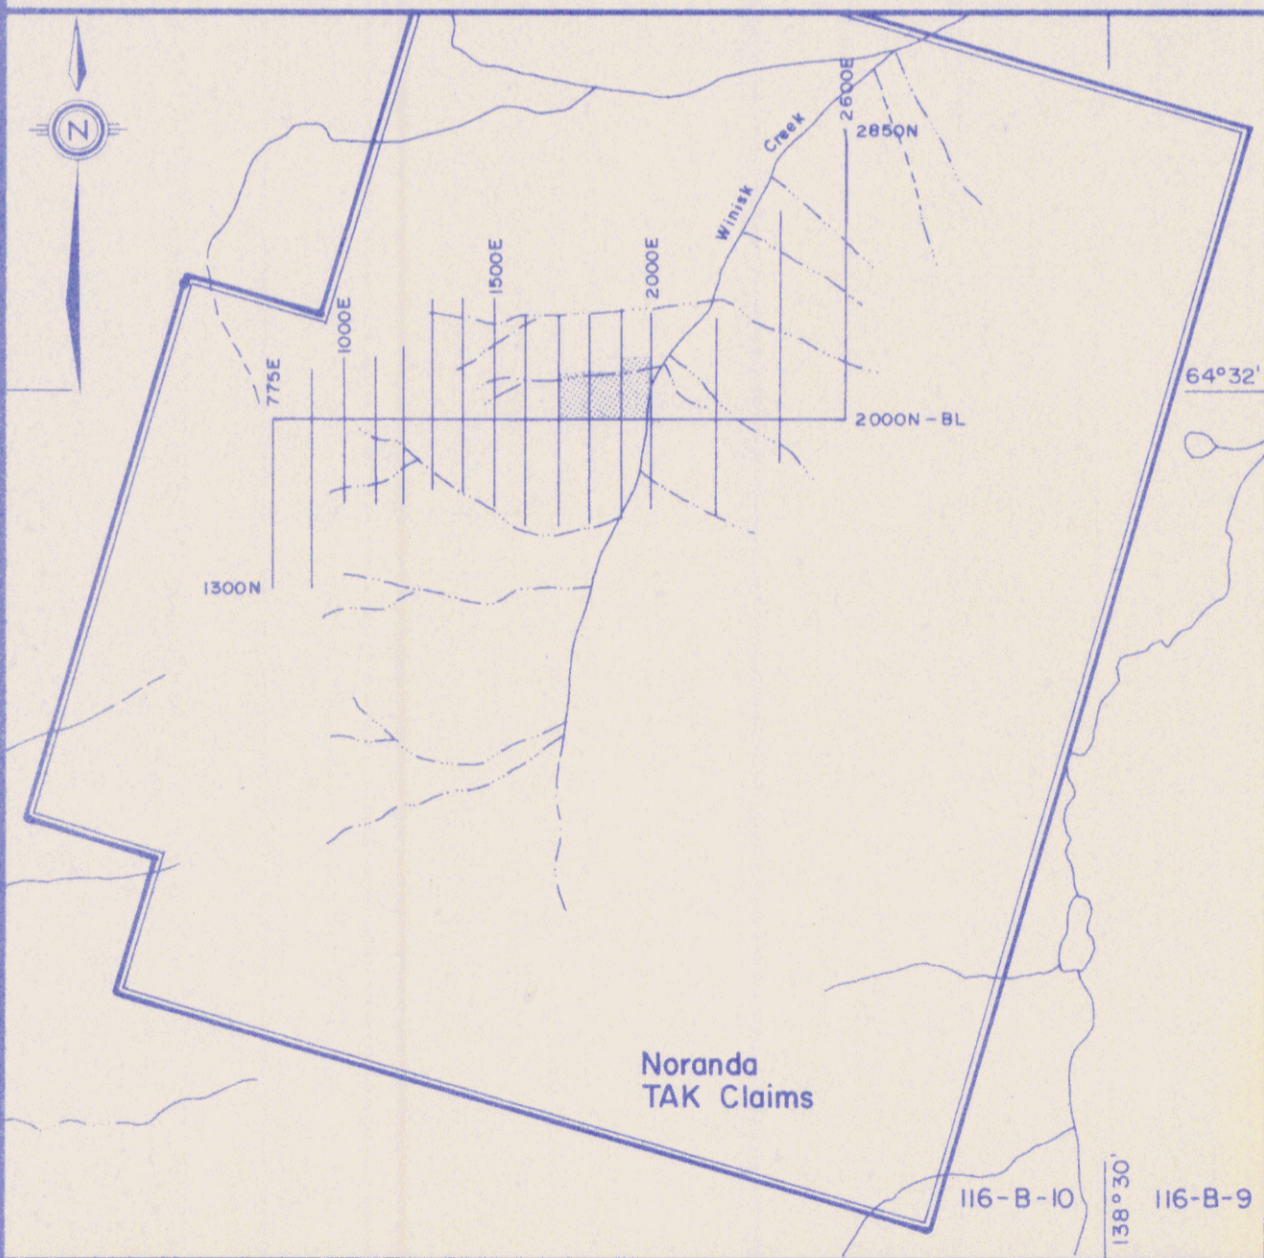 N
2600E
2850N
Winisk Creek
1500E
2000E
1000E
775E
64°32'
2000N-BL
1300N
Noranda
TAK Claims
116-B-10
138°30'
116-B-9